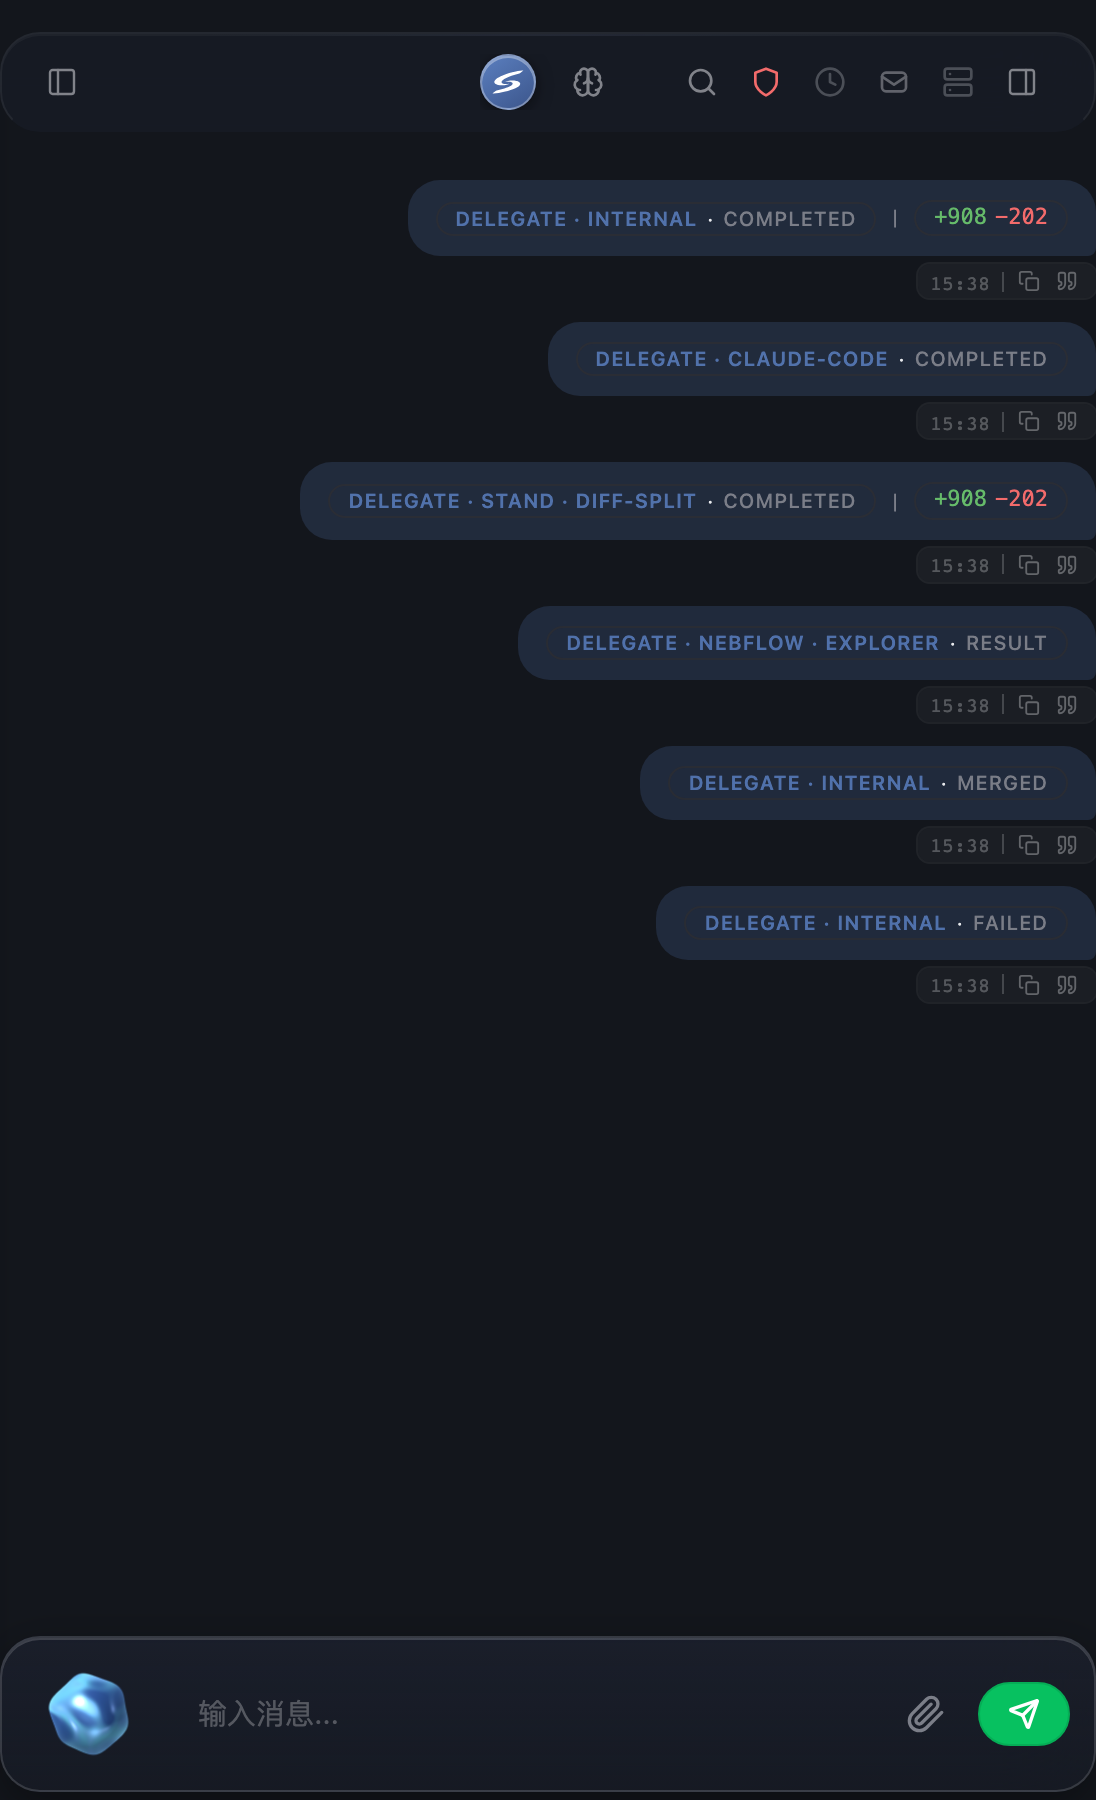 DELEGATE · INTERNAL · COMPLETED | +908 −202
15:38
DELEGATE · CLAUDE-CODE · COMPLETED
15:38
DELEGATE · STAND · DIFF-SPLIT · COMPLETED | +908 −202
15:38
DELEGATE · NEBFLOW · EXPLORER · RESULT
15:38
DELEGATE · INTERNAL · MERGED
15:38
DELEGATE · INTERNAL · FAILED
15:38
输入消息...